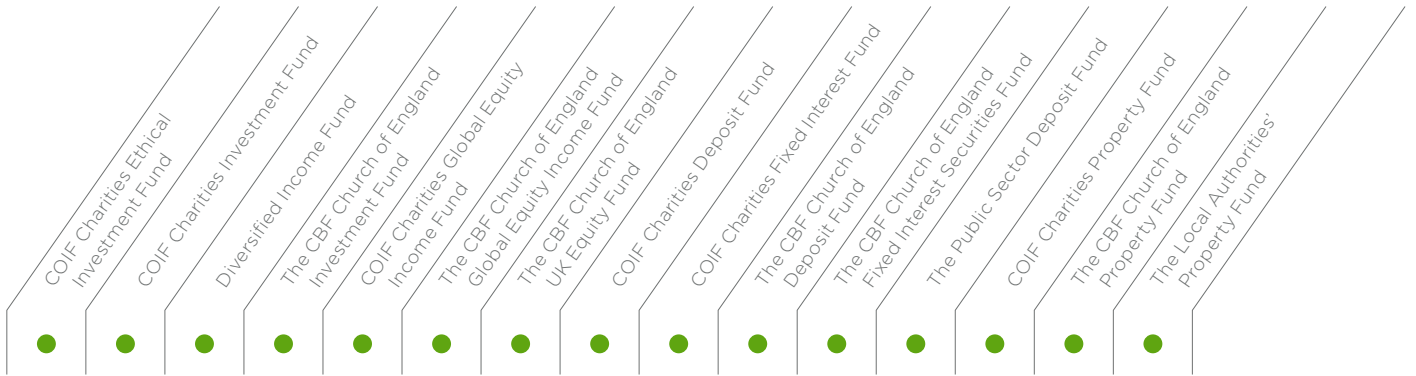 COIF Charities Ethical
Investment Fund
COIF Charities Investment Fund
Diversified Income Fund
The CBF Church of England
Investment Fund
COIF Charities Global Equity
Income Fund
The CBF Church of England
Global Equity Income Fund
The CBF Church of England
UK Equity Fund
COIF Charities Deposit Fund
COIF Charities Fixed Interest Fund
The CBF Church of England
Deposit Fund
The CBF Church of England
Fixed Interest Securities Fund
The Public Sector Deposit Fund
COIF Charities Property Fund
The CBF Church of England
Property Fund
The Local Authorities’
Property Fund